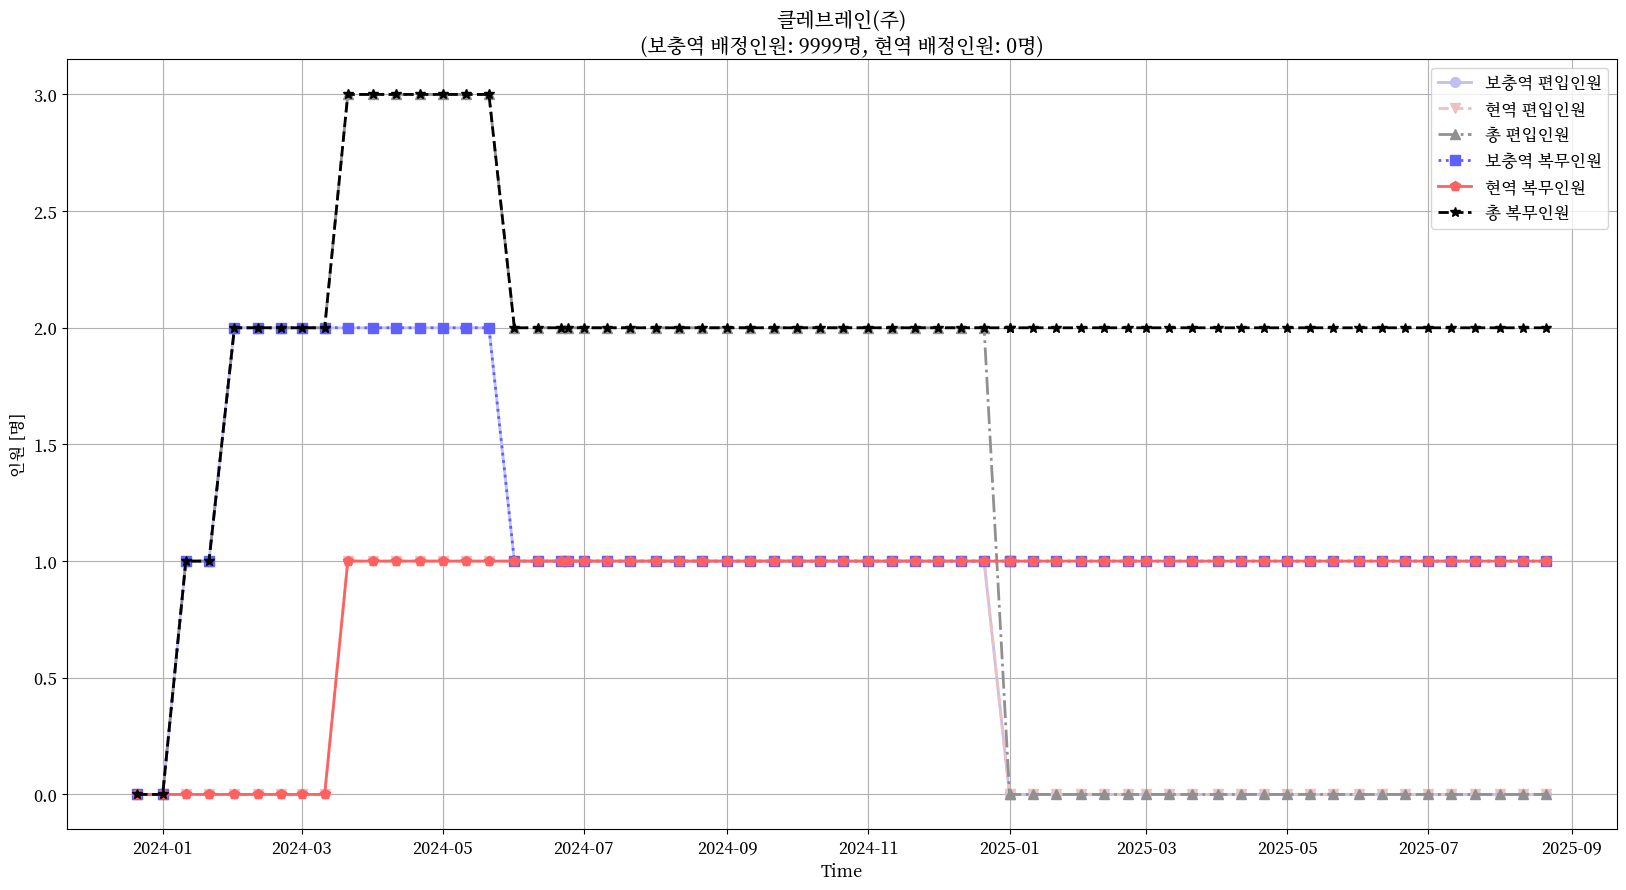 클레브레인(주)
(보충역 배정인원: 9999명, 현역 배정인원: 0명)
보충역 편입인원
현역 편입인원
총 편입인원
보충역 복무인원
현역 복무인원
총 복무인원
인원 [명]
3.0
2.5
2.0
1.5
1.0
0.5
0.0
2024-01
2024-03
2024-05
2024-07
2024-09
2024-11
2025-01
2025-03
2025-05
2025-07
2025-09
Time